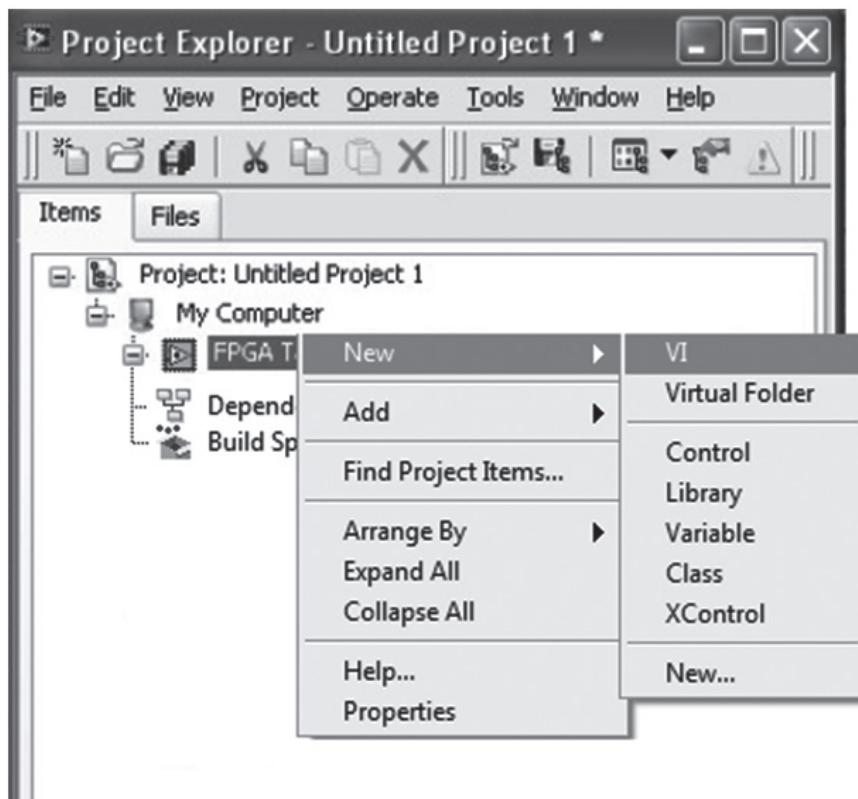 Project Explorer - Untitled Project 1 *
File Edit View Project Operate Tools Window Help
Items Files
Project: Untitled Project 1
My Computer
FPGA T
Depend
Build Sp
New
Add
Find Project Items...
Arrange By
Expand All
Collapse All
Help...
Properties
VI
Virtual Folder
Control
Library
Variable
Class
XControl
New...